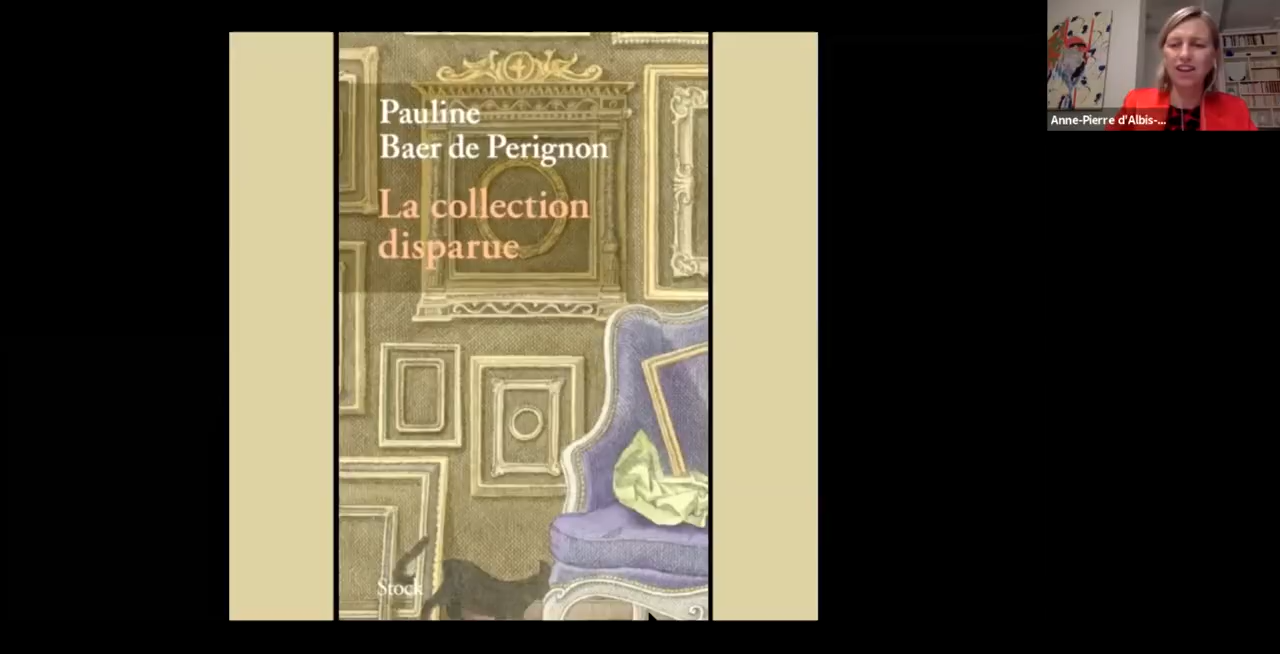 Pauline
Baer de Perignon
La collection
disparue
Stock
Anne-Pierre d'Albis-...